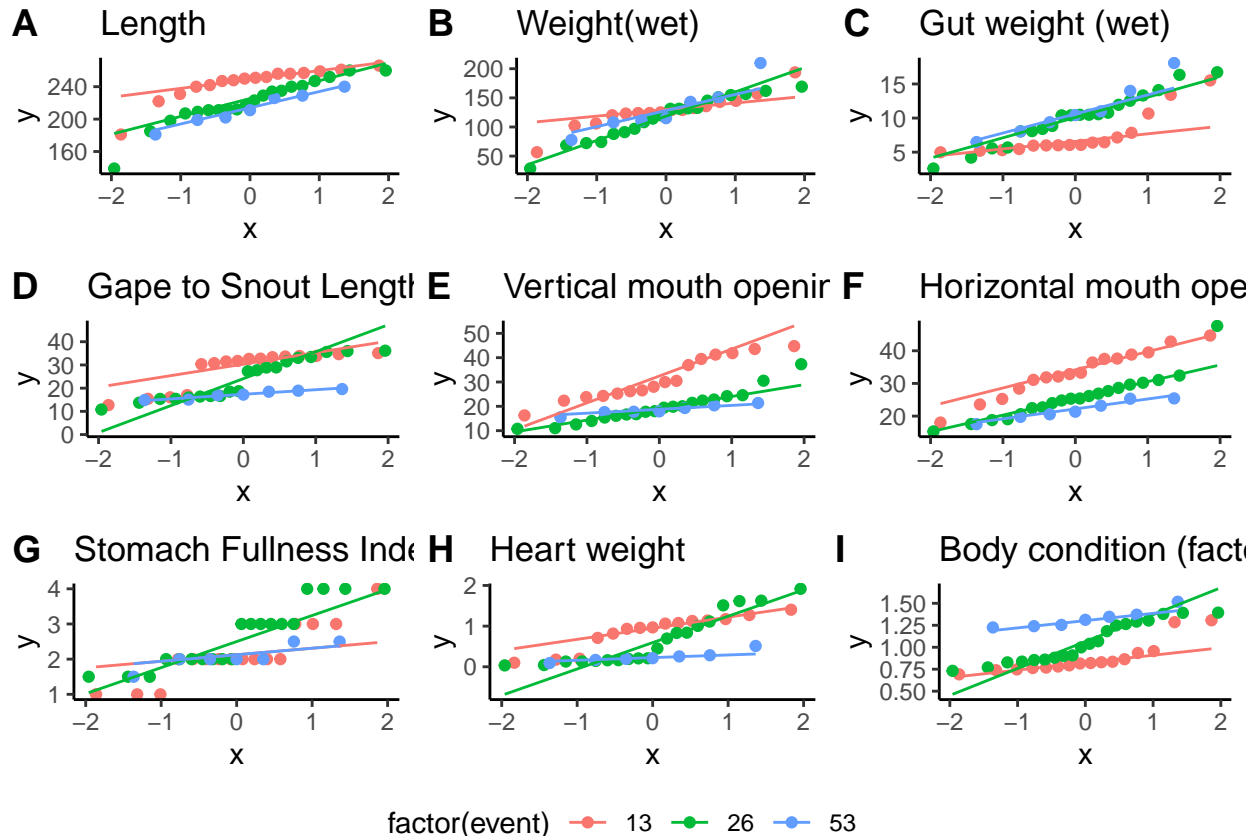 A Length
B Weight(wet)
C Gut weight (wet)
240
200
160
y
−2 −1 0 1 2
x
200
150
100
50
y
−2 −1 0 1 2
x
15
10
5
y
−2 −1 0 1 2
x
D Gape to Snout Length
E Vertical mouth openin
F Horizontal mouth ope
40
30
20
10
0
y
−2 −1 0 1 2
x
50
40
30
20
10
y
−2 −1 0 1 2
x
40
30
20
y
−2 −1 0 1 2
x
G Stomach Fullness Inde
H Heart weight
I Body condition (facto
4
3
2
1
y
−2 −1 0 1 2
x
2
1
0
y
−2 −1 0 1 2
x
1.50
1.25
1.00
0.75
0.50
y
−2 −1 0 1 2
x
factor(event) 13 26 53